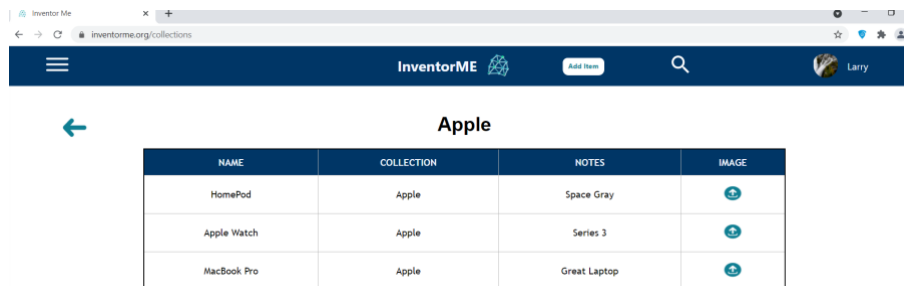 Inventor Me
inventorme.org/collections
InventorME Add Item Larry
Apple
NAME COLLECTION NOTES IMAGE
HomePod Apple Space Gray
Apple Watch Apple Series 3
MacBook Pro Apple Great Laptop